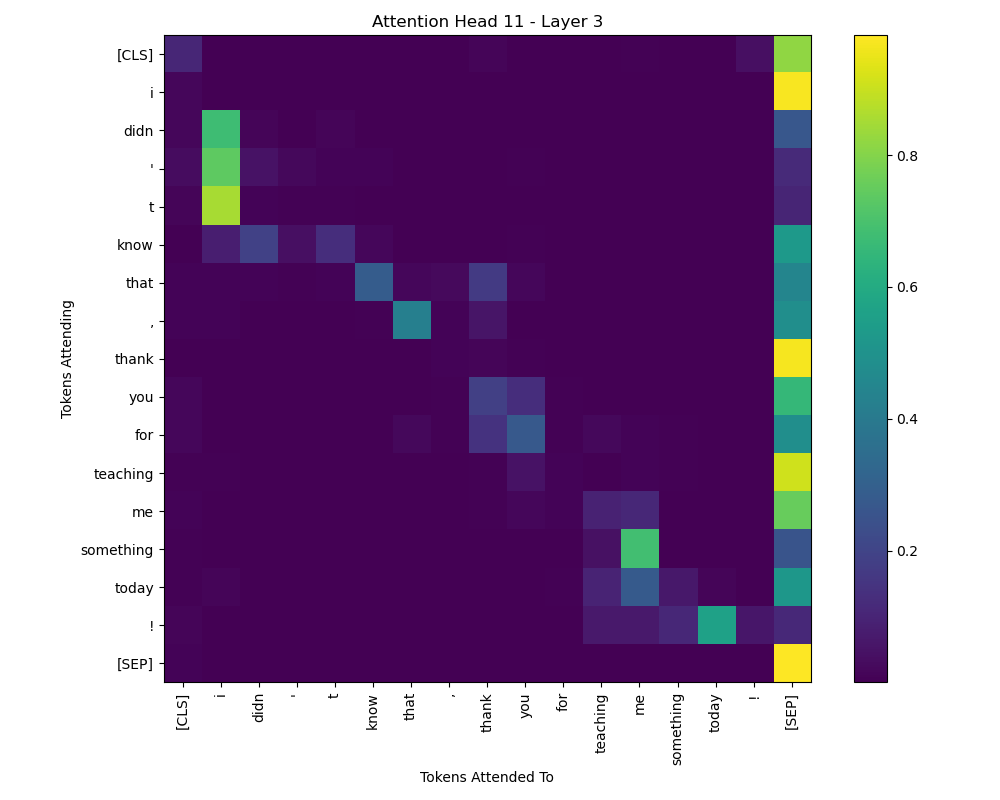 Attention Head 11 - Layer 3
Tokens Attending
[CLS]
i
didn
'
t
know
that
,
thank
you
for
teaching
me
something
today
!
[SEP]
[CLS]
i
didn
'
t
know
that
,
thank
you
for
teaching
me
something
today
!
[SEP]
Tokens Attended To
0.8
0.6
0.4
0.2